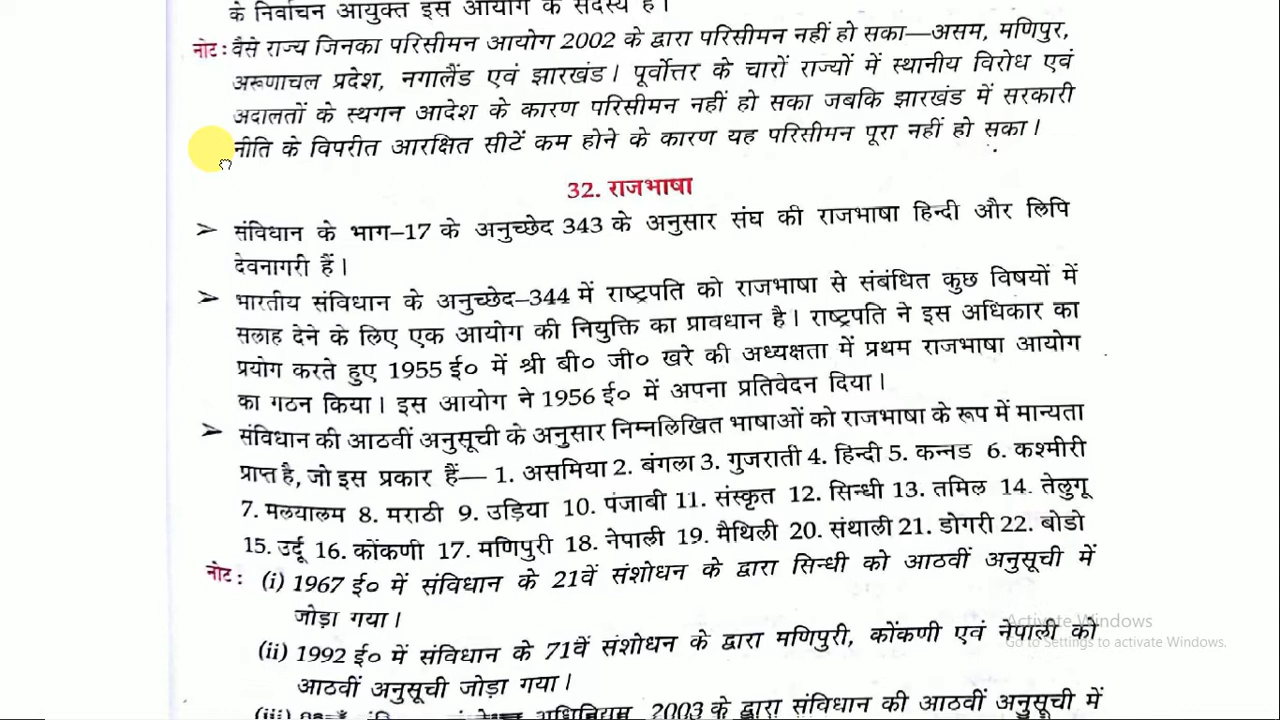 के निर्वाचन आयुक्त इस आयोग के सदस्य हैं।
नोट: वैसे राज्य जिनका परिसीमन आयोग 2002 के द्वारा परिसीमन नहीं हो सका—असम, मणिपुर,
अरूणाचल प्रदेश, नगालैंड एवं झारखंड। पूर्वोत्तर के चारों राज्यों में स्थानीय विरोध एवं
अदालतों के स्थगन आदेश के कारण परिसीमन नहीं हो सका जबकि झारखंड में सरकारी
नीति के विपरीत आरक्षित सीटें कम होने के कारण यह परिसीमन पूरा नहीं हो सका।
32. राजभाषा
➢ संविधान के भाग–17 के अनुच्छेद 343 के अनुसार संघ की राजभाषा हिन्दी और लिपि
देवनागरी हैं।
➢ भारतीय संविधान के अनुच्छेद–344 में राष्ट्रपति को राजभाषा से संबंधित कुछ विषयों में
सलाह देने के लिए एक आयोग की नियुक्ति का प्रावधान है। राष्ट्रपति ने इस अधिकार का
प्रयोग करते हुए 1955 ई० में श्री बी० जी० खरे की अध्यक्षता में प्रथम राजभाषा आयोग
का गठन किया। इस आयोग ने 1956 ई० में अपना प्रतिवेदन दिया।
➢ संविधान की आठवीं अनुसूची के अनुसार निम्नलिखित भाषाओं को राजभाषा के रूप में मान्यता
प्राप्त है, जो इस प्रकार हैं— 1. असमिया 2. बंगला 3. गुजराती 4. हिन्दी 5. कन्नड 6. कश्मीरी
7. मलयालम 8. मराठी 9. उड़िया 10. पंजाबी 11. संस्कृत 12. सिन्धी 13. तमिल 14. तेलुगू
15. उर्दू 16. कोंकणी 17. मणिपुरी 18. नेपाली 19. मैथिली 20. संथाली 21. डोगरी 22. बोडो
नोट: (i) 1967 ई० में संविधान के 21वें संशोधन के द्वारा सिन्धी को आठवीं अनुसूची में
जोड़ा गया।
(ii) 1992 ई० में संविधान के 71वें संशोधन के द्वारा मणिपुरी, कोंकणी एवं नेपाली को
आठवीं अनुसूची जोड़ा गया।
(iii) अधिनियम, 2003 के द्वारा संविधान की आठवीं अनुसूची में
Activate Windows
Go to Settings to activate Windows.